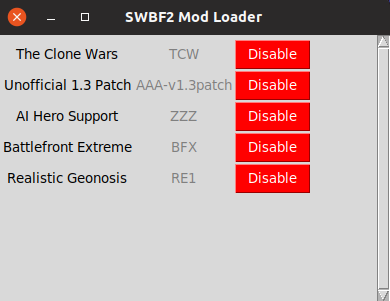 SWBF2 Mod Loader
The Clone Wars TCW Disable
Unofficial 1.3 Patch AAA-v1.3patch Disable
AI Hero Support ZZZ Disable
Battlefront Extreme BFX Disable
Realistic Geonosis RE1 Disable